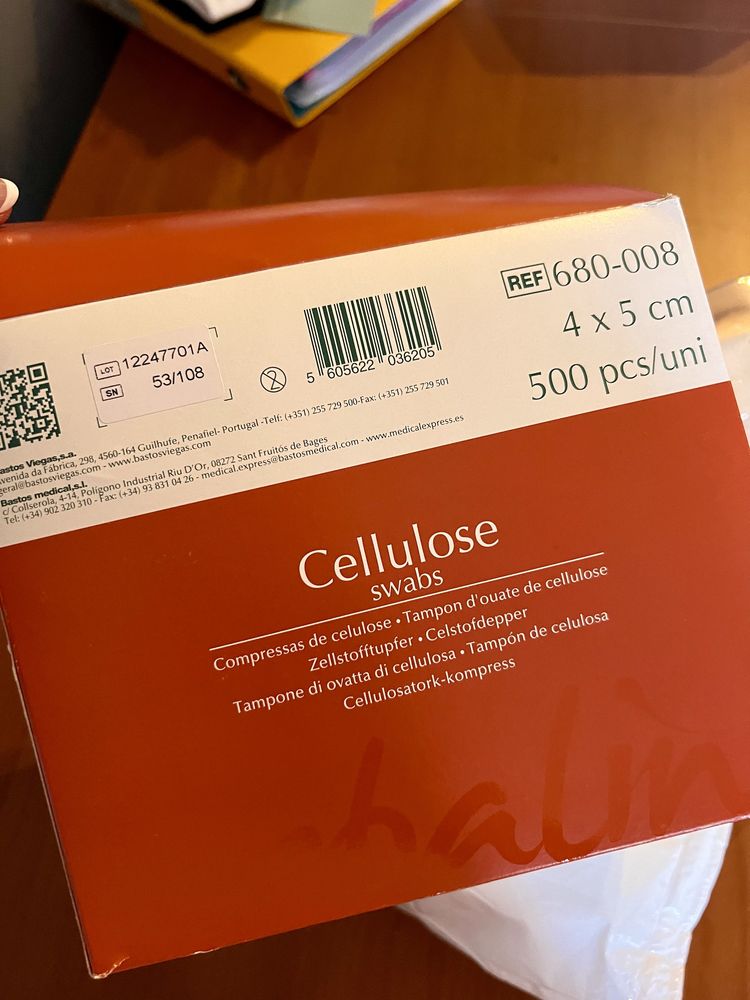 REF 680-008
4 x 5 cm
500 pcs/uni
LOT 12247701A
SN 53/108
5 605622 036205
Bastos Viegas,s.a.
Avenida da Fábrica, 298, 4560-164 Guilhufe, Penafiel- Portugal -Telf: (+351) 255 729 500-Fax: (+351) 255 729 501
geral@bastosviegas.com - www.bastosviegas.com
Bastos medical,s.l.
c/ Collserola, 4-14, Polígono Industrial Riu D'Or, 08272 Sant Fruitós de Bages
Tel: (+34) 902 320 310 - Fax: (+34) 93 831 04 26 - medical.express@bastosmedical.com - www.medicalexpress.es
Cellulose
swabs
Compressas de celulose • Tampon d'ouate de cellulose
Zellstofftupfer • Celstofdepper
Tampone di ovatta di cellulosa • Tampón de celulosa
Cellulosatork-kompress